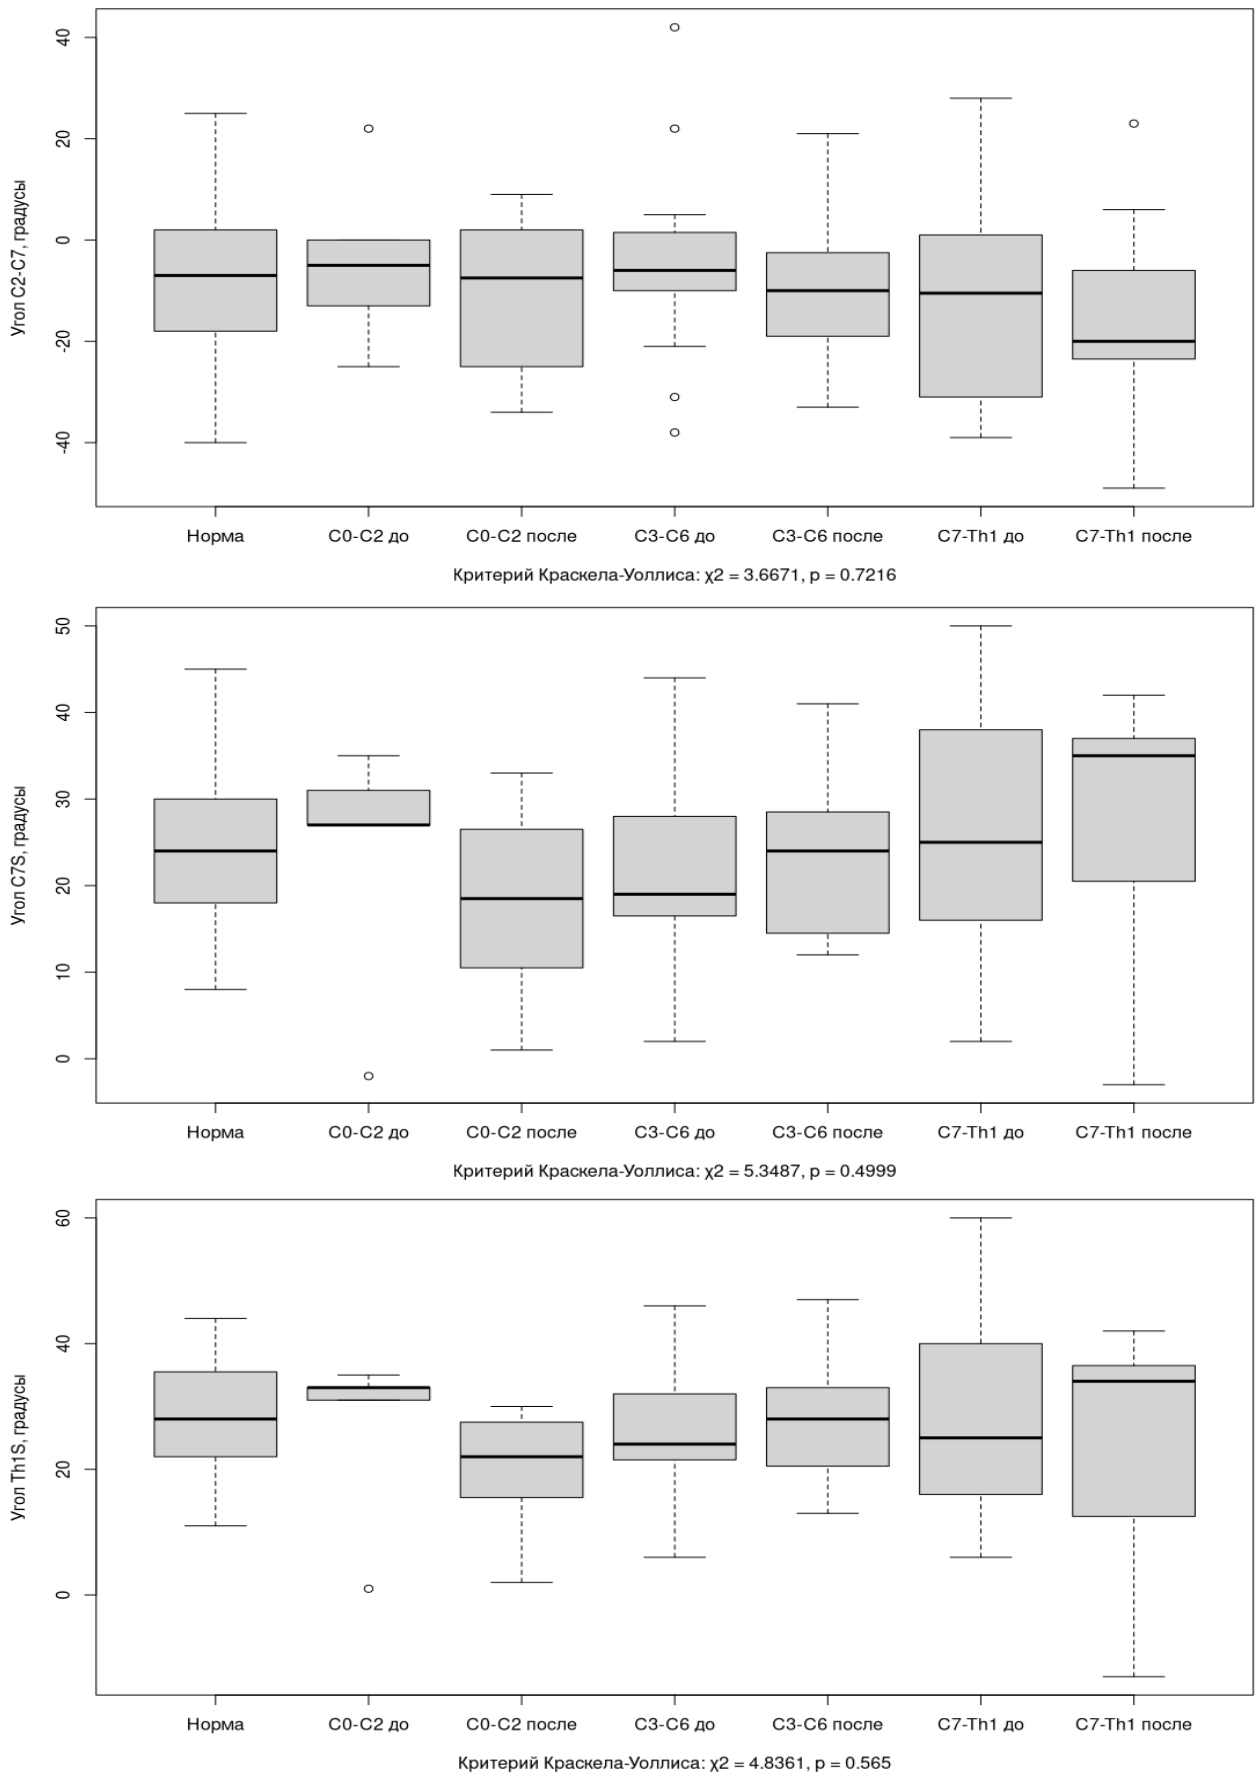 40
20
0
-20
-40
Угол C2-C7, градусы
Норма C0-C2 до C0-C2 после C3-C6 до C3-C6 после C7-Th1 до C7-Th1 после
Критерий Краскела-Уоллиса: χ2 = 3.6671, p = 0.7216
50
40
30
20
10
0
Угол C7S, градусы
Норма C0-C2 до C0-C2 после C3-C6 до C3-C6 после C7-Th1 до C7-Th1 после
Критерий Краскела-Уоллиса: χ2 = 5.3487, p = 0.4999
60
40
20
0
Угол Th1S, градусы
Норма C0-C2 до C0-C2 после C3-C6 до C3-C6 после C7-Th1 до C7-Th1 после
Критерий Краскела-Уоллиса: χ2 = 4.8361, p = 0.565